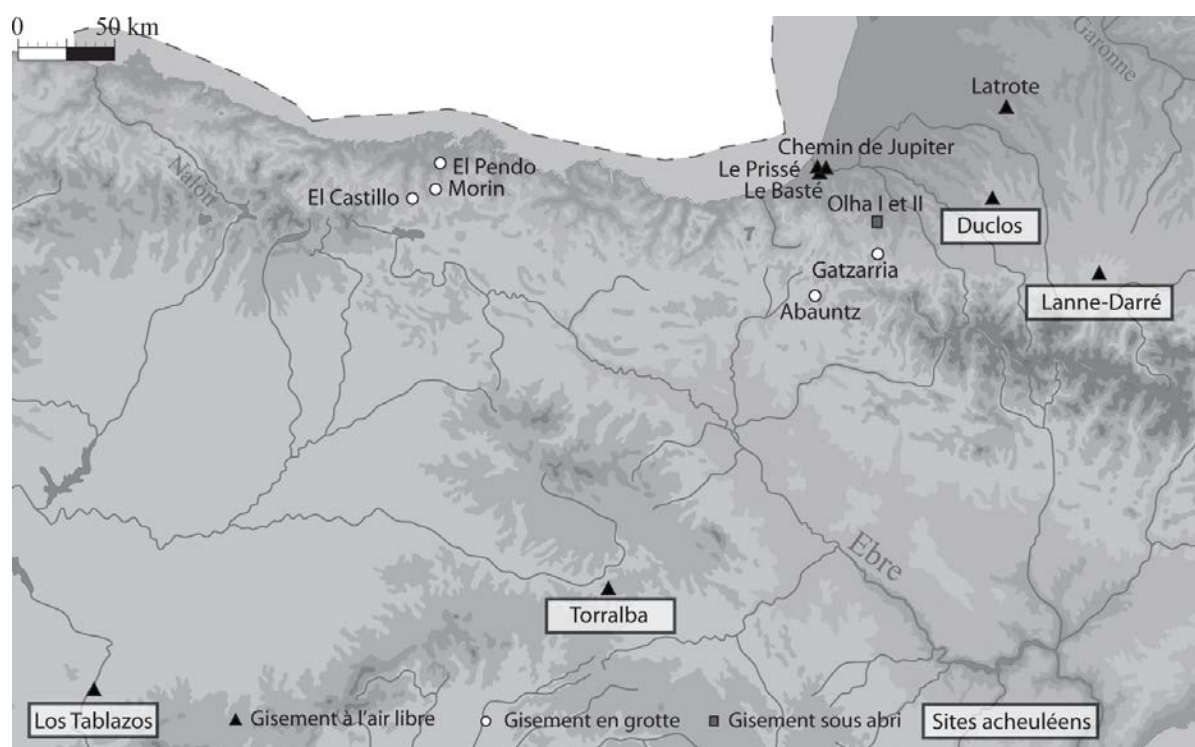 0 50 km
Garonne
Latrote
Chemin de Jupiter
El Pendo
Le Prissé
Morin
Le Basté
Nalon
El Castillo
Olha I et II
Duclos
Gatzarria
Lanne-Darré
Abauntz
Ebre
Torralba
Los Tablazos
Gisement à l'air libre
Gisement en grotte
Gisement sous abri
Sites acheuléens